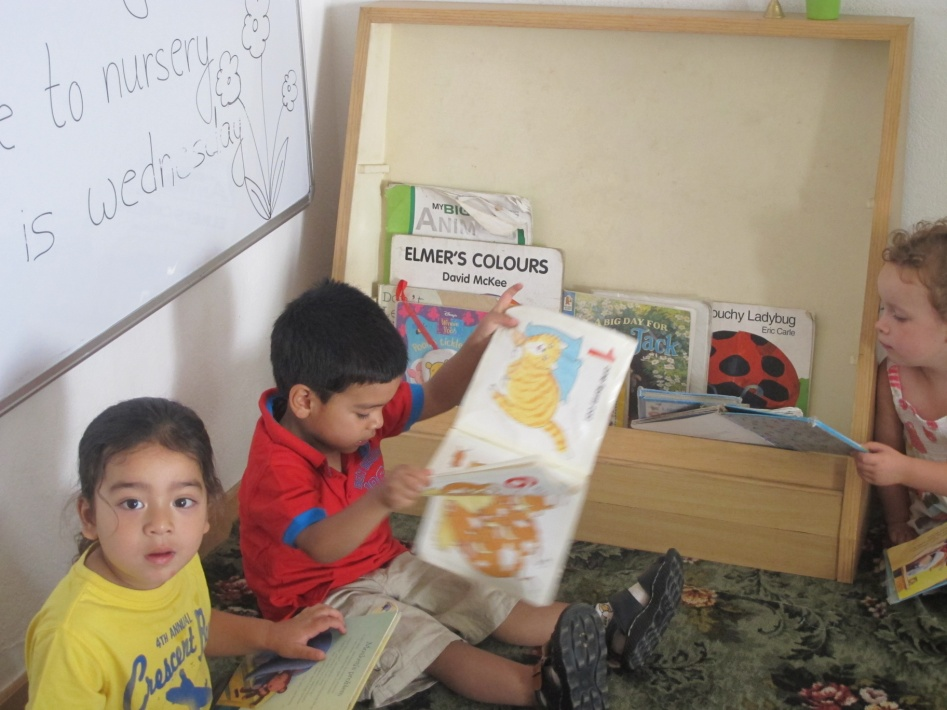 e to nursery
is wednesday
MY BIG
ANIM
ELMER'S COLOURS
David McKee
Disney's
A BIG DAY FOR
Jack
ouchy Ladybug
Eric Carle
1
4TH ANNUAL
Crescent